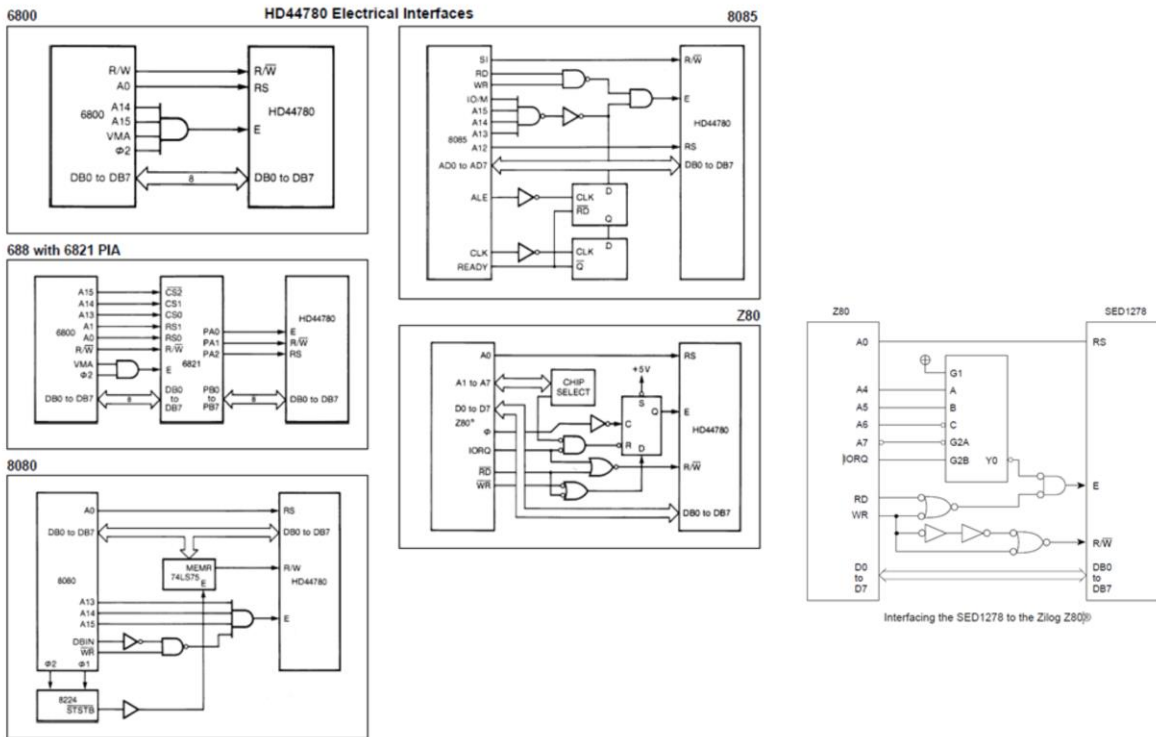 HD44780 Electrical Interfaces
6800
R/W
A0
A14
A15
6800
VMA
Φ2
DB0 to DB7
8
R/W
RS
HD44780
E
DB0 to DB7
688 with 6821 PIA
A15
A14
A13
A1
A0
6800
R/W
VMA
Φ2
DB0 to DB7
8
CS2
CS1
CS0
RS1
RS0
R/W
6821
E
DB0
to
DB7
PA0
PA1
PA2
PB0
to
PB7
8
HD44780
E
R/W
RS
DB0 to DB7
8080
A0
DB0 to DB7
A13
A14
A15
DBIN
WR
Φ2
Φ1
8224
STSTB
MEMR
74LS75
E
RS
DB0 to DB7
R/W
HD44780
E
8085
SI
RD
WR
IO/M
A15
A14
A13
8085
A12
AD0 to AD7
ALE
CLK
READY
D
CLK
RD
Q
D
CLK
Q
R/W
E
HD44780
RS
DB0 to DB7
Z80
A0
A1 to A7
D0 to D7
Z80*
Φ
IORQ
RD
WR
CHIP
SELECT
+5V
S
C
Q
R
D
RS
E
HD44780
R/W
DB0 to DB7
Z80
SED1278
A0
A4
A5
A6
A7
IORQ
RD
WR
D0
to
D7
G1
A
B
C
G2A
G2B
Y0
RS
E
R/W
DB0
to
DB7
Interfacing the SED1278 to the Zilog Z80®